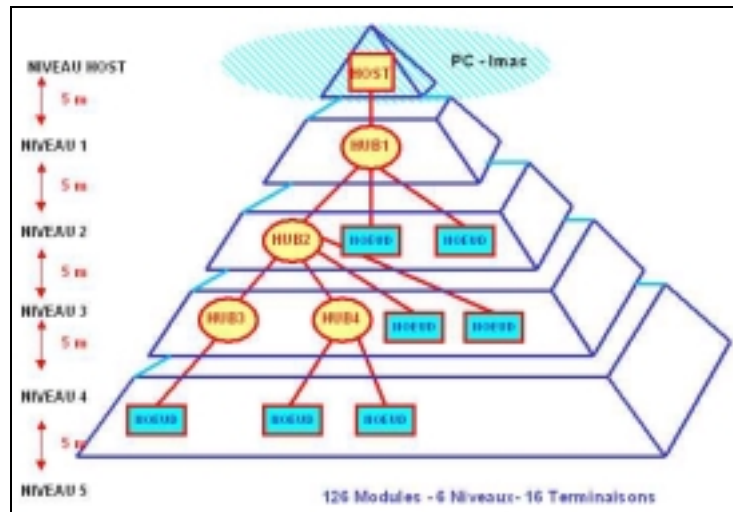 NIVEAU HOST
HOST
PC - Imac
5 m
NIVEAU 1
HUB1
5 m
NIVEAU 2
HUB2
NOEUD
NOEUD
5 m
NIVEAU 3
HUB3
HUB4
NOEUD
NOEUD
5 m
NIVEAU 4
NOEUD
NOEUD
NOEUD
5 m
NIVEAU 5
126 Modules - 6 Niveaux- 16 Terminaisons